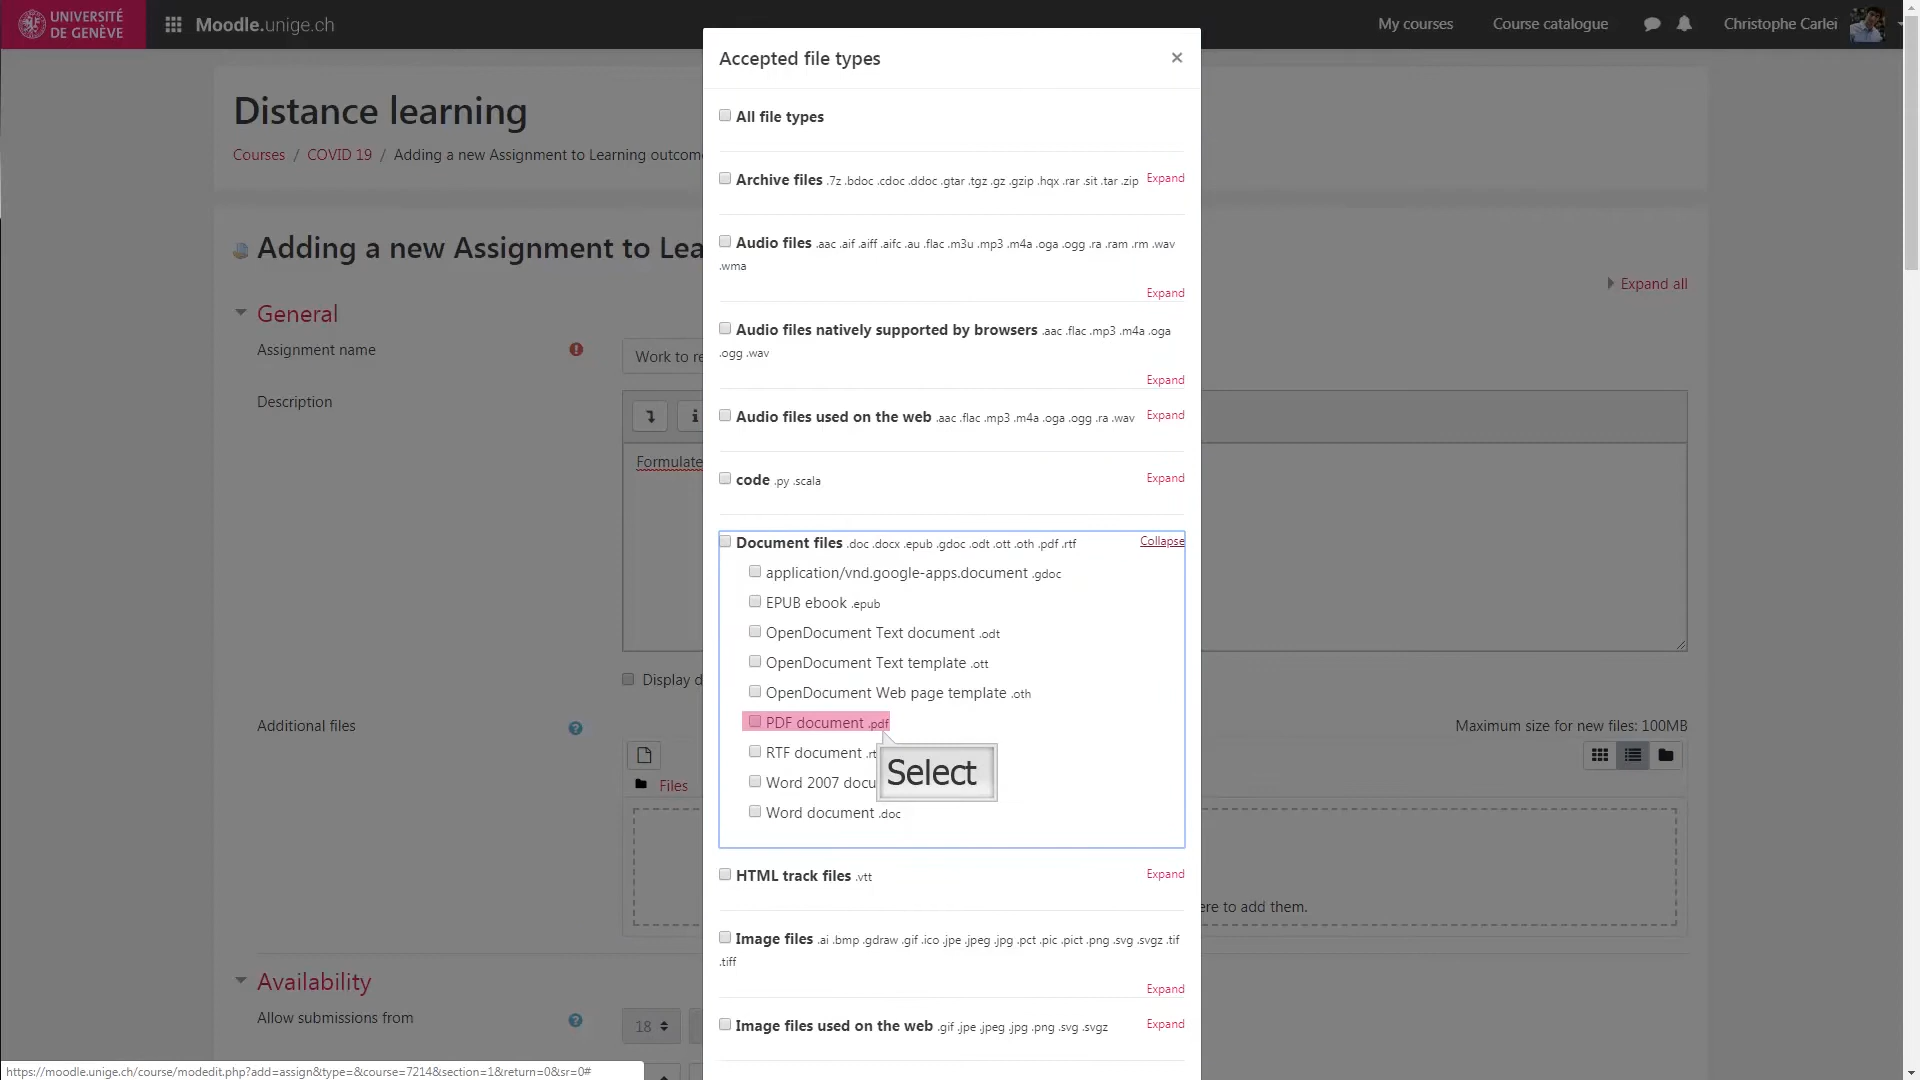 UNIVERSITÉ
DE GENÈVE
Moodle.unige.ch
My courses
Course catalogue
Christophe Carlei
Distance learning
Courses / COVID 19 / Adding a new Assignment to Learning outcom
Adding a new Assignment to Lea
Expand all
General
Assignment name
Work to re
Description
Formulate
Display d
Additional files
Maximum size for new files: 100MB
Files
ere to add them.
Availability
Allow submissions from
18
Accepted file types
×
All file types
Archive files .7z .bdoc .cdoc .ddoc .gtar .tgz .gz .gzip .hqx .rar .sit .tar .zip Expand
Audio files .aac .aif .aiff .aifc .au .flac .m3u .mp3 .m4a .oga .ogg .ra .ram .rm .wav
.wma
Expand
Audio files natively supported by browsers .aac .flac .mp3 .m4a .oga
.ogg .wav
Expand
Audio files used on the web .aac .flac .mp3 .m4a .oga .ogg .ra .wav Expand
code .py .scala Expand
Document files .doc .docx .epub .gdoc .odt .ott .oth .pdf .rtf Collapse
application/vnd.google-apps.document .gdoc
EPUB ebook .epub
OpenDocument Text document .odt
OpenDocument Text template .ott
OpenDocument Web page template .oth
PDF document .pdf
RTF document .rt
Word 2007 docu
Select
Word document .doc
HTML track files .vtt Expand
Image files .ai .bmp .gdraw .gif .ico .jpe .jpeg .jpg .pct .pic .pict .png .svg .svgz .tif
.tiff
Expand
Image files used on the web .gif .jpe .jpeg .jpg .png .svg .svgz Expand
https://moodle.unige.ch/course/modedit.php?add=assign&type=&course=7214&section=1&return=0&sr=0#